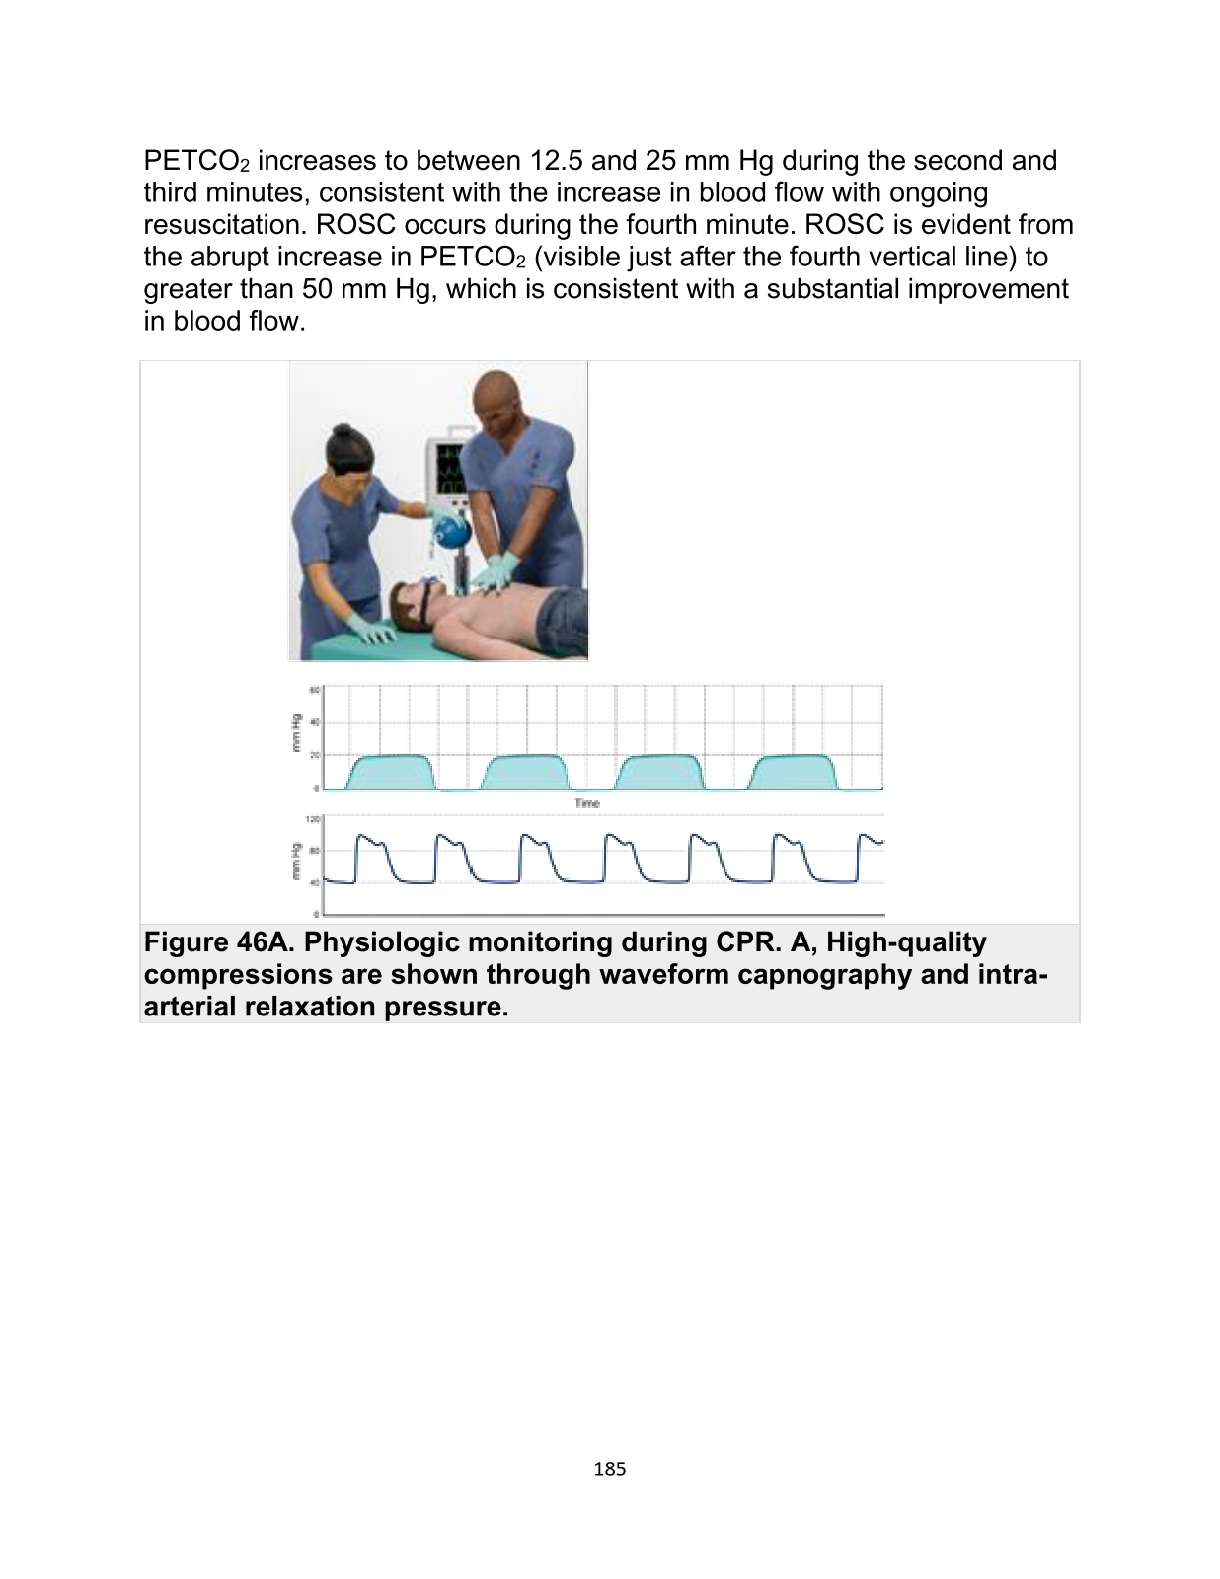 PETCO₂ increases to between 12.5 and 25 mm Hg during the second and
third minutes, consistent with the increase in blood flow with ongoing
resuscitation. ROSC occurs during the fourth minute. ROSC is evident from
the abrupt increase in PETCO₂ (visible just after the fourth vertical line) to
greater than 50 mm Hg, which is consistent with a substantial improvement
in blood flow.
60
40
mm Hg
20
0
Time
120
80
mm Hg
40
0
Figure 46A. Physiologic monitoring during CPR. A, High-quality
compressions are shown through waveform capnography and intra-
arterial relaxation pressure.
185